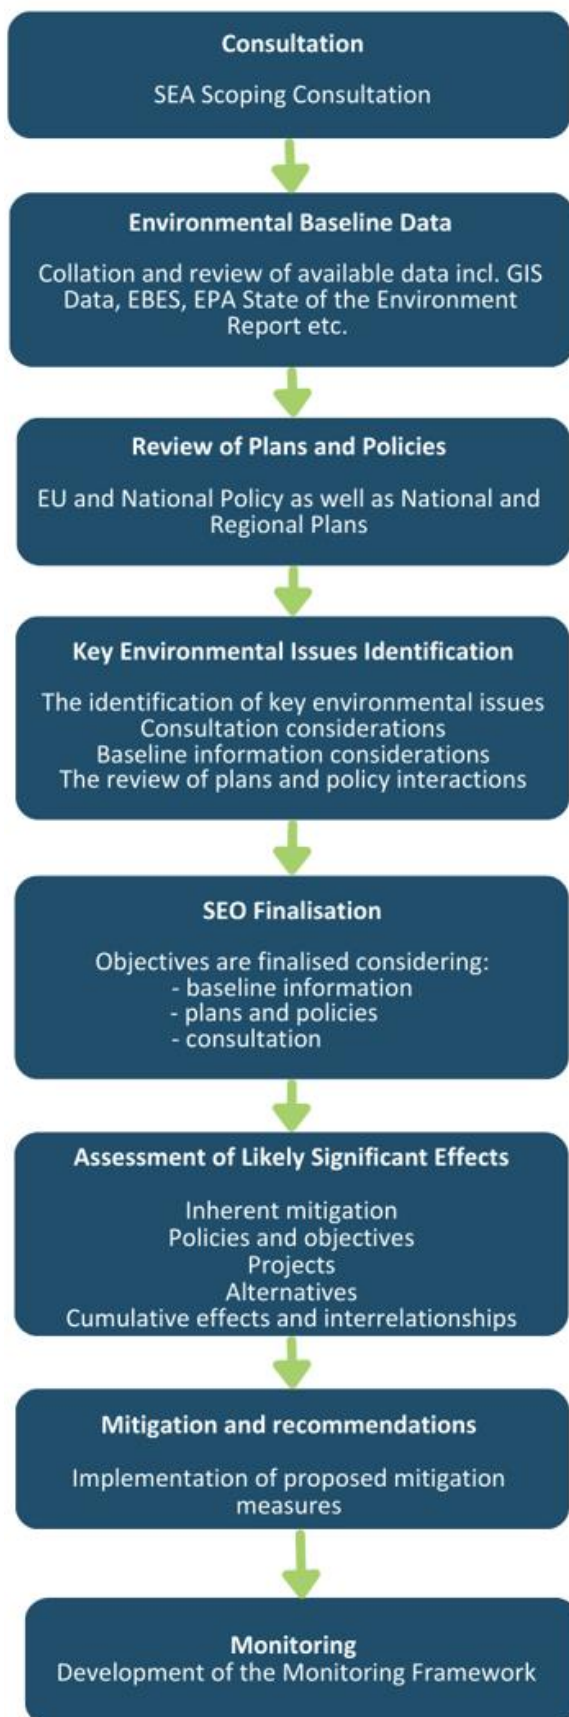 Consultation
SEA Scoping Consultation
Environmental Baseline Data
Collation and review of available data incl. GIS
Data, EBES, EPA State of the Environment
Report etc.
Review of Plans and Policies
EU and National Policy as well as National and
Regional Plans
Key Environmental Issues Identification
The identification of key environmental issues
Consultation considerations
Baseline information considerations
The review of plans and policy interactions
SEO Finalisation
Objectives are finalised considering:
- baseline information
- plans and policies
- consultation
Assessment of Likely Significant Effects
Inherent mitigation
Policies and objectives
Projects
Alternatives
Cumulative effects and interrelationships
Mitigation and recommendations
Implementation of proposed mitigation
measures
Monitoring
Development of the Monitoring Framework